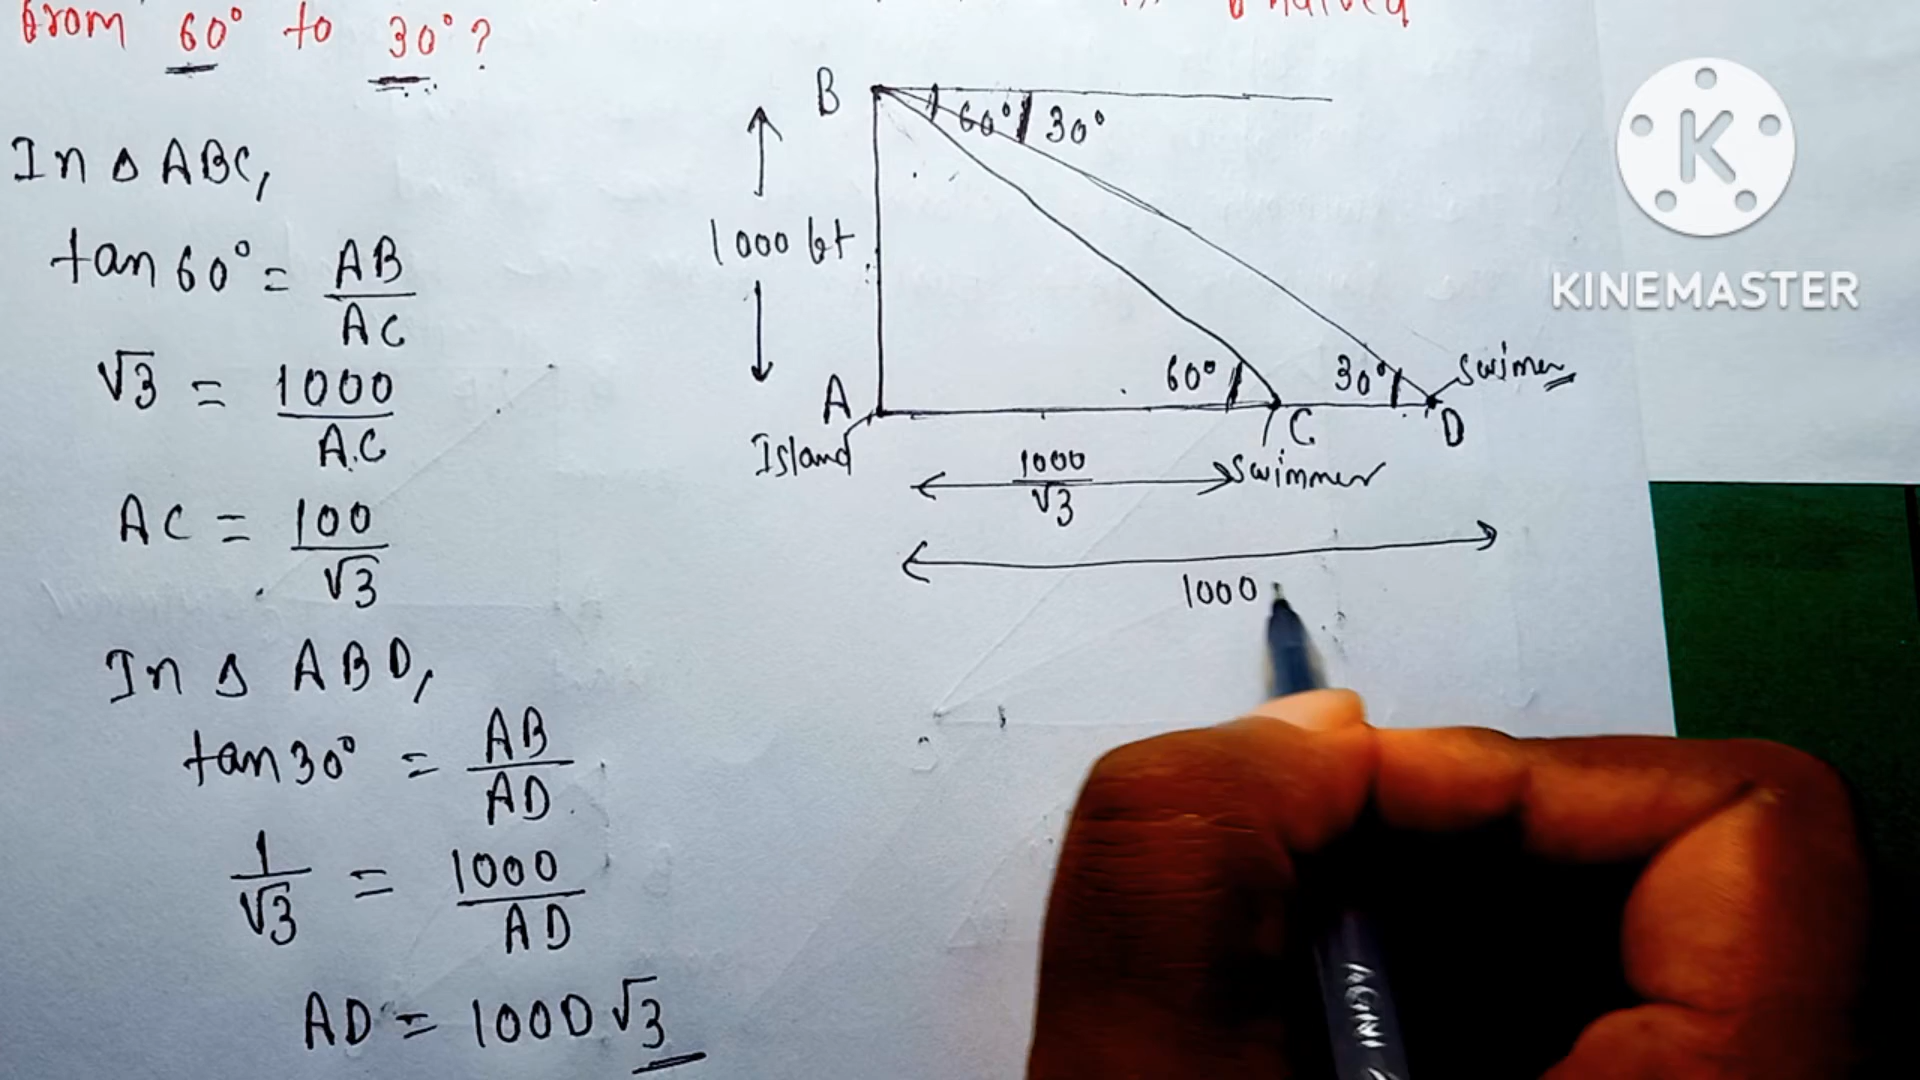 from 60° to 30°?
In Δ ABC,
tan 60° = AB/AC
√3 = 1000/A.C
AC = 100/√3
In Δ ABD,
tan 30° = AB/AD
1/√3 = 1000/AD
AD = 1000√3
B
60° 30°
1000 ft
A
Island
60°
30°
C
D
swimer
swimmer
1000/√3
1000
K
KINEMASTER